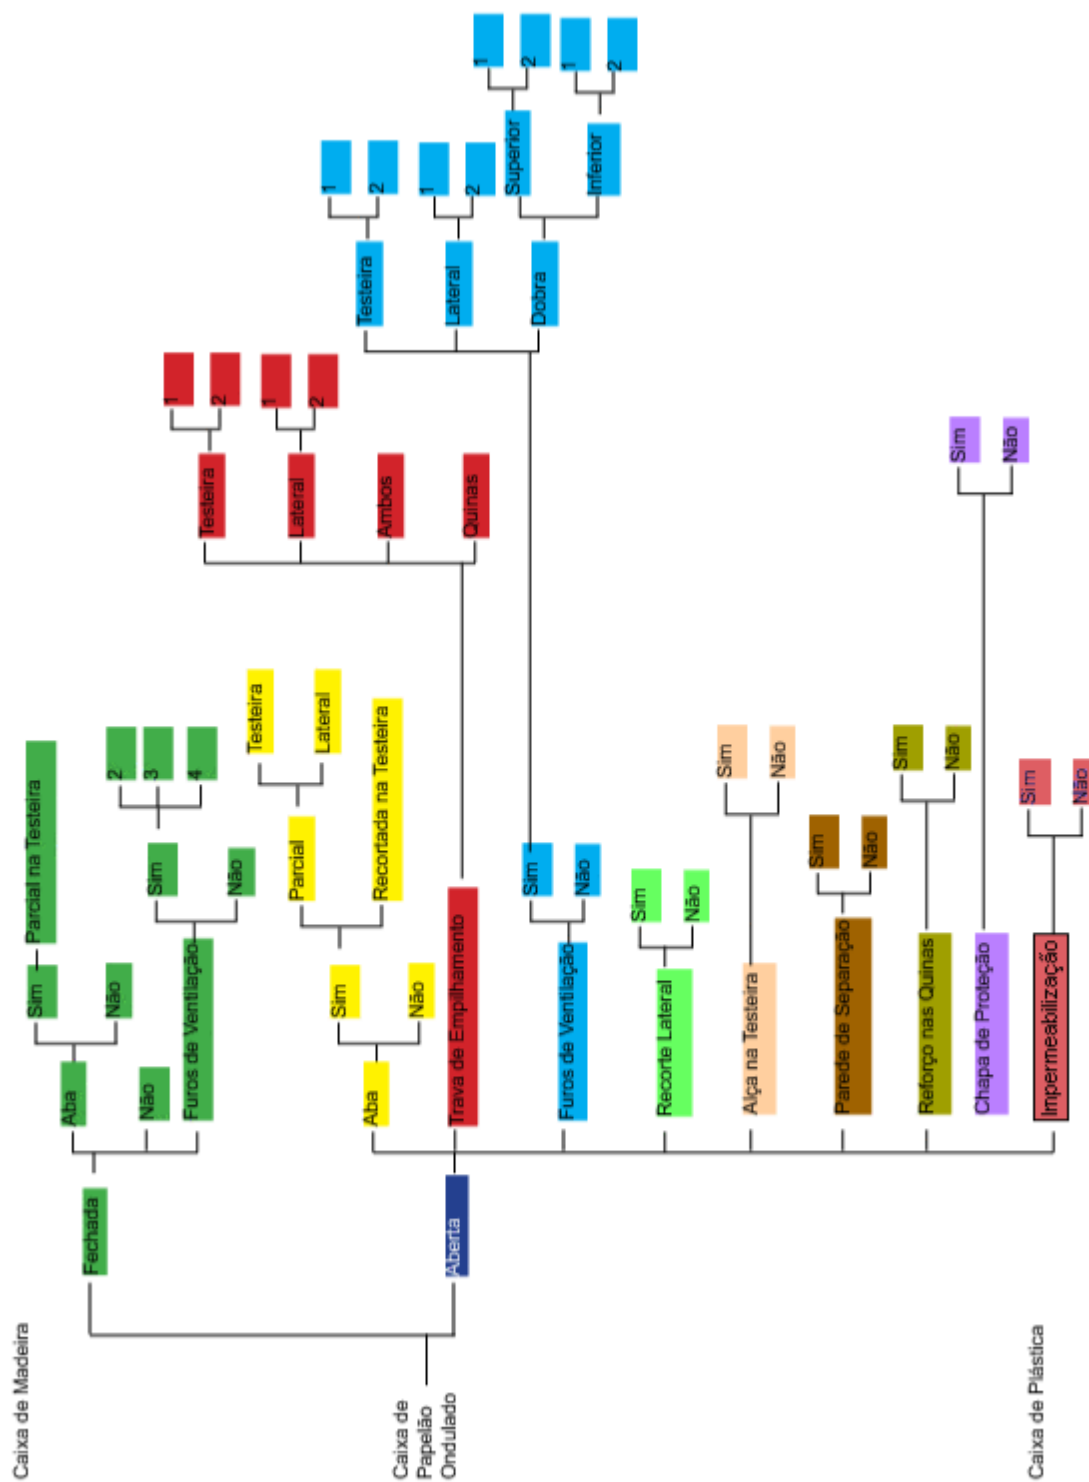 Caixa de Madeira
Caixa de
Papelão
Ondulado
Caixa de Plástica
Fechada
Aba
Sim
Parcial na Testeira
Não
Não
Furos de Ventilação
Sim
2
3
4
Não
Aberta
Aba
Sim
Parcial
Testeira
Lateral
Recortada na Testeira
Não
Trava de Empilhamento
Testeira
1
2
Lateral
1
2
Ambos
Quinas
Furos de Ventilação
Sim
Testeira
1
2
Lateral
1
2
Dobra
Superior
1
2
Inferior
1
2
Não
Recorte Lateral
Sim
Não
Alça na Testeira
Sim
Não
Parede de Separação
Sim
Não
Reforço nas Quinas
Sim
Não
Chapa de Proteção
Sim
Não
Impermeabilização
Sim
Não